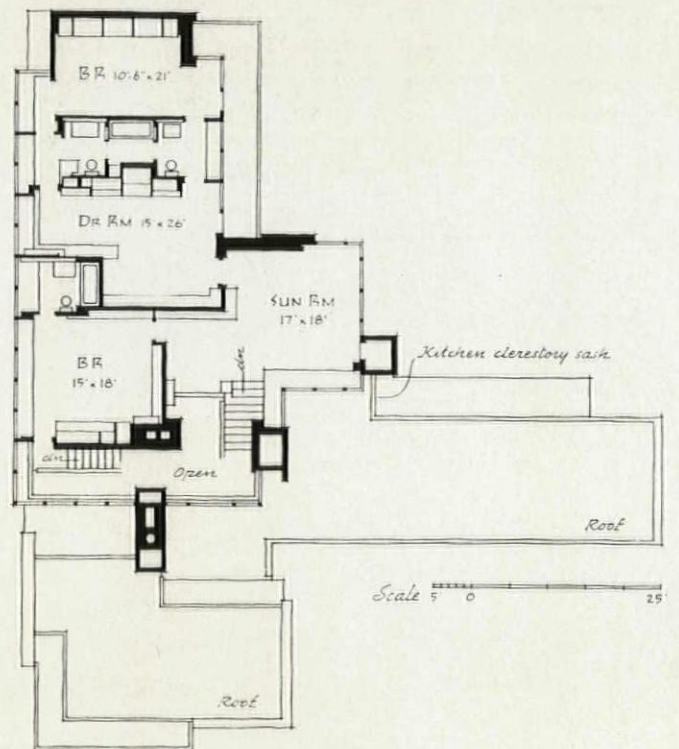 BR 10'-6" x 21'
DR RM 15' x 26'
SUN RM
17' x 18'
dn
Kitchen clerestory sash
BR
15' x 18'
dn
Open
Roof
Scale 5 0 25'
Roof